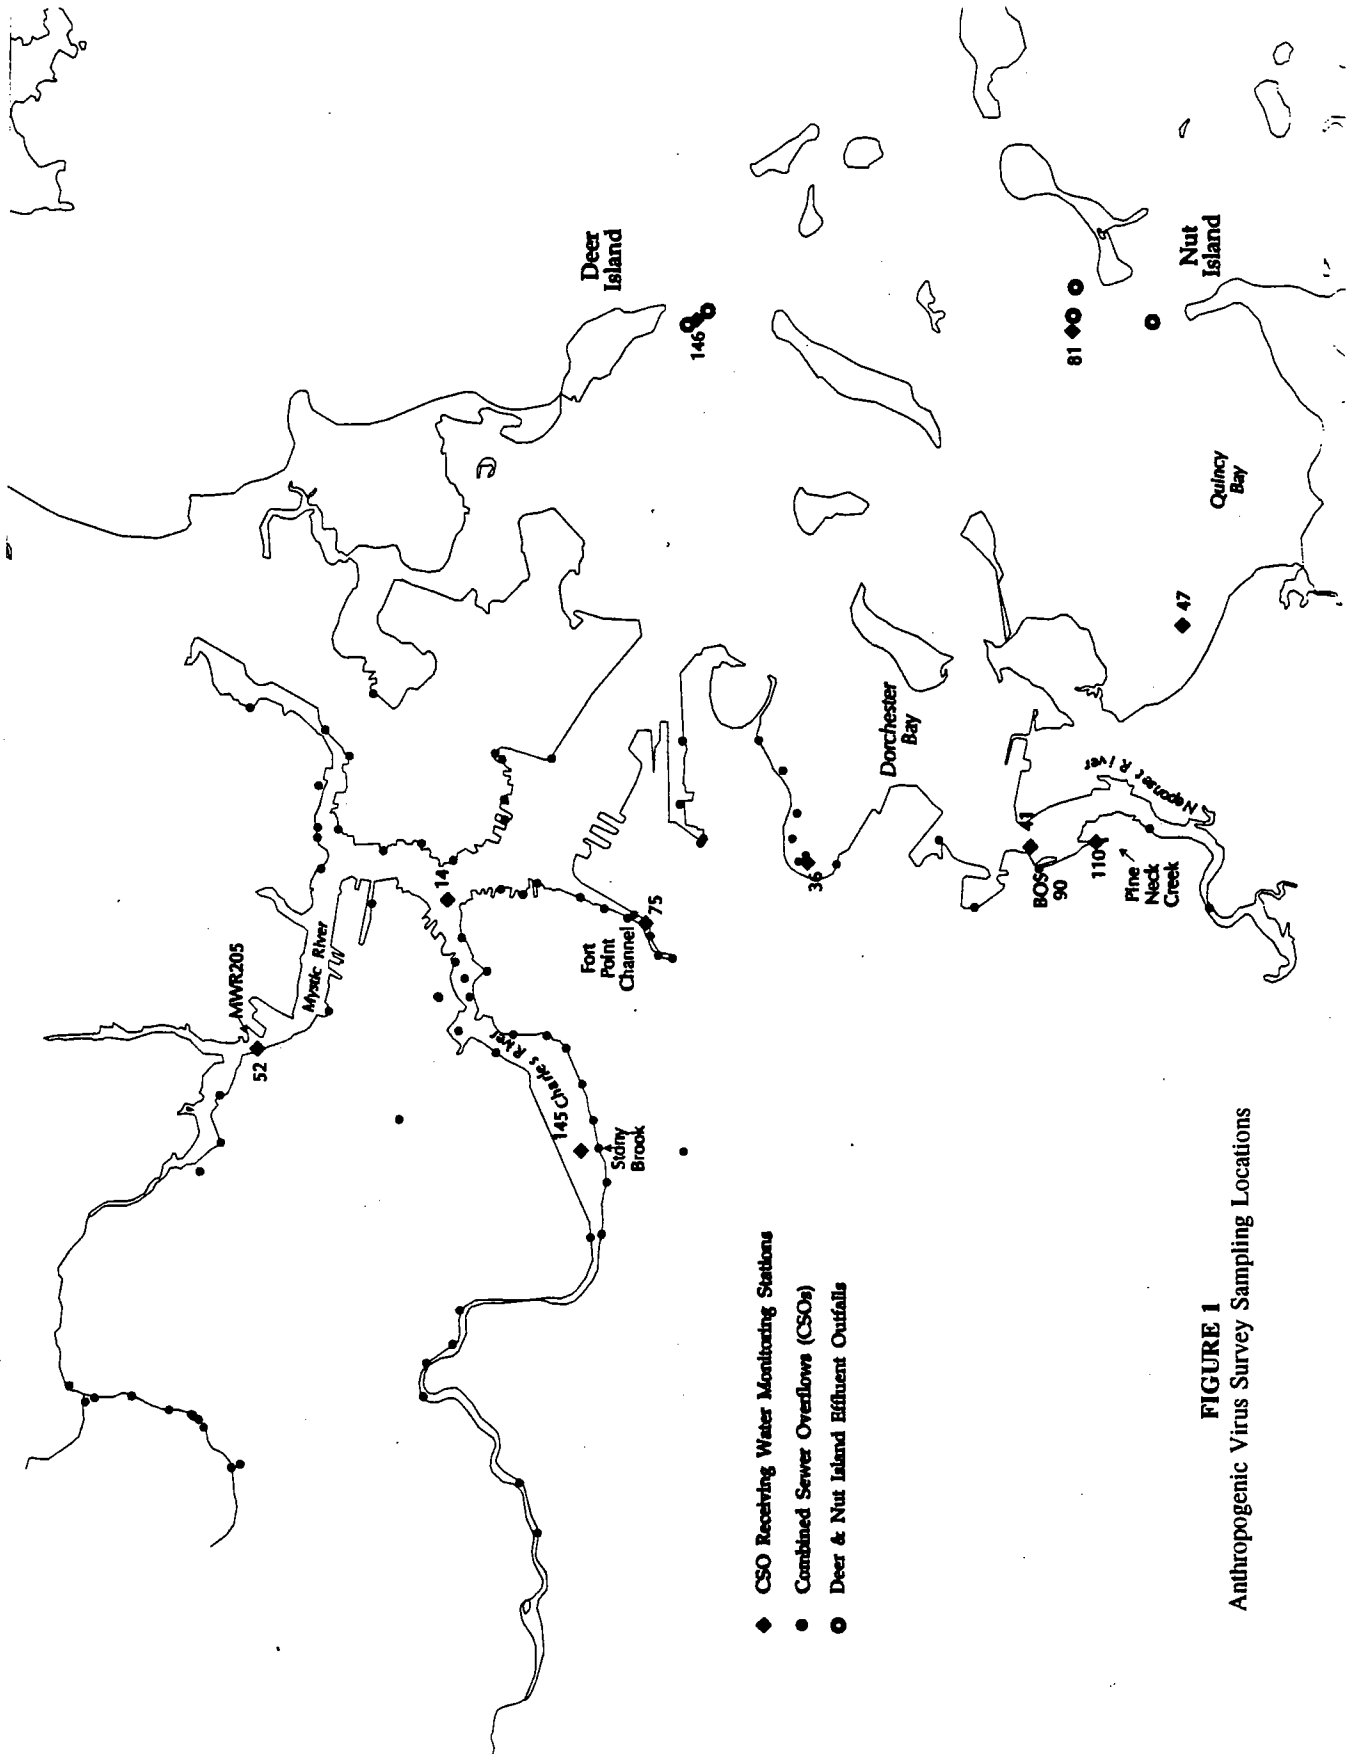 Deer
Island
146
Nut
Island
81
Quincy
Bay
47
MWR205
Mystic River
52
14
Fort
Point
Channel
75
Charles River
145
Stony
Brook
36
Dorchester
Bay
41
BOS
90
110
Pine
Neck
Creek
Neponset River
CSO Receiving Water Monitoring Stations
Combined Sewer Overflows (CSOs)
Deer & Nut Island Effluent Outfalls
FIGURE 1
Anthropogenic Virus Survey Sampling Locations